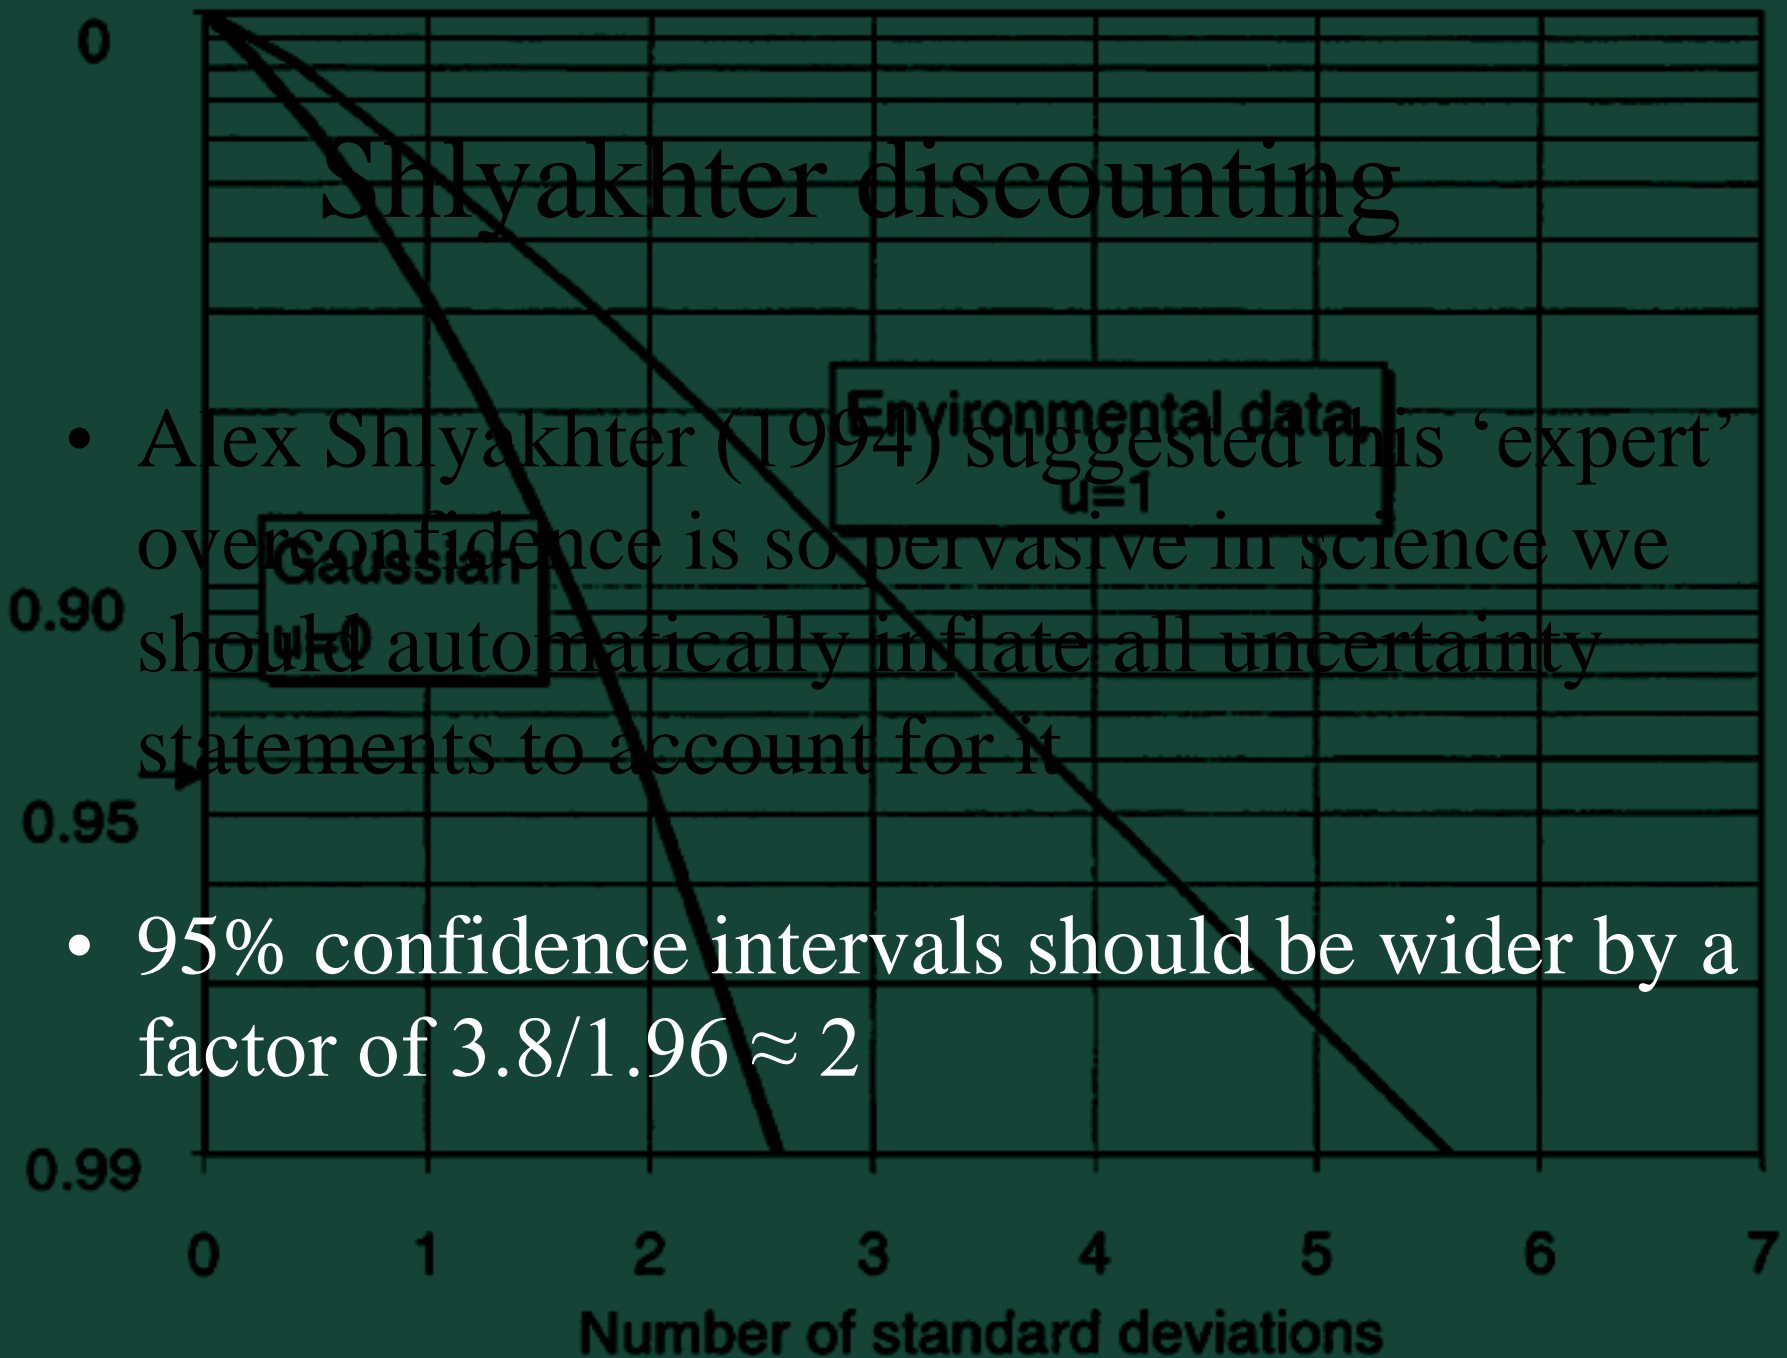 0
Shlyakhter discounting
Environmental data,
u=1
• Alex Shlyakhter (1994) suggested this ‘expert’
overconfidence is so pervasive in science we
should automatically inflate all uncertainty
statements to account for it
Gaussian
u=0
0.90
0.95
• 95% confidence intervals should be wider by a
factor of 3.8/1.96 ≈ 2
0.99
0 1 2 3 4 5 6 7
Number of standard deviations